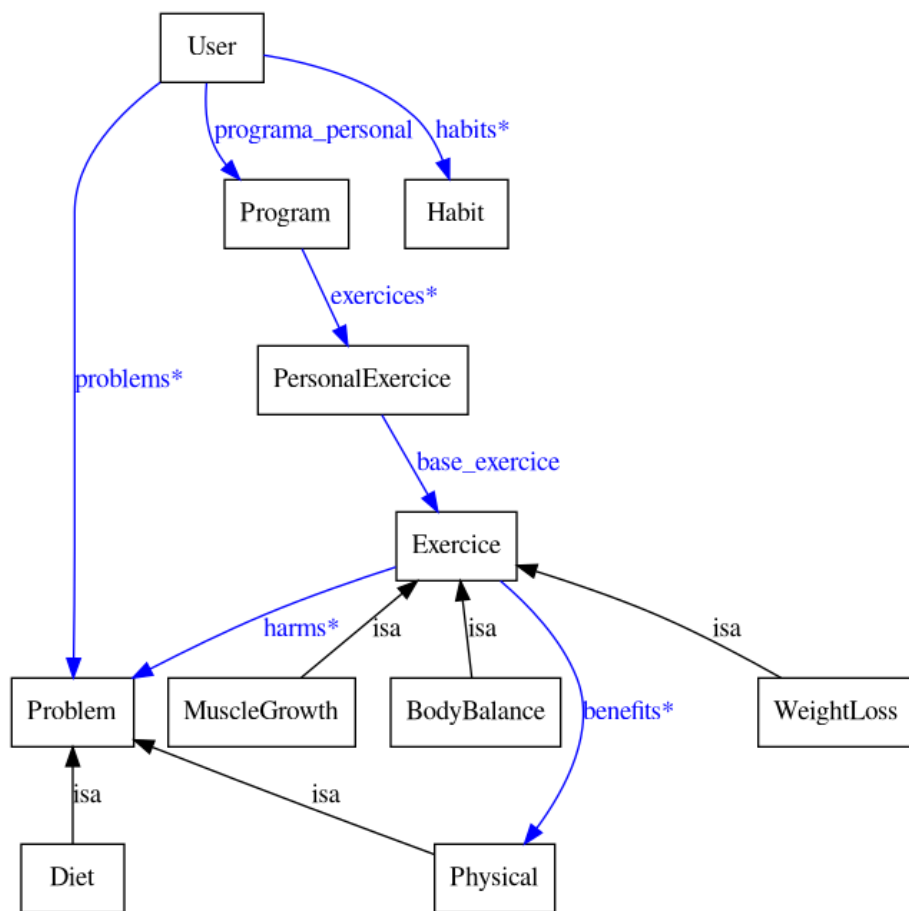 User
programa_personal
habits*
Program
Habit
problems*
exercices*
PersonalExercice
base_exercice
Exercice
harms*
isa
isa
isa
Problem
MuscleGrowth
BodyBalance
benefits*
WeightLoss
isa
isa
Diet
Physical